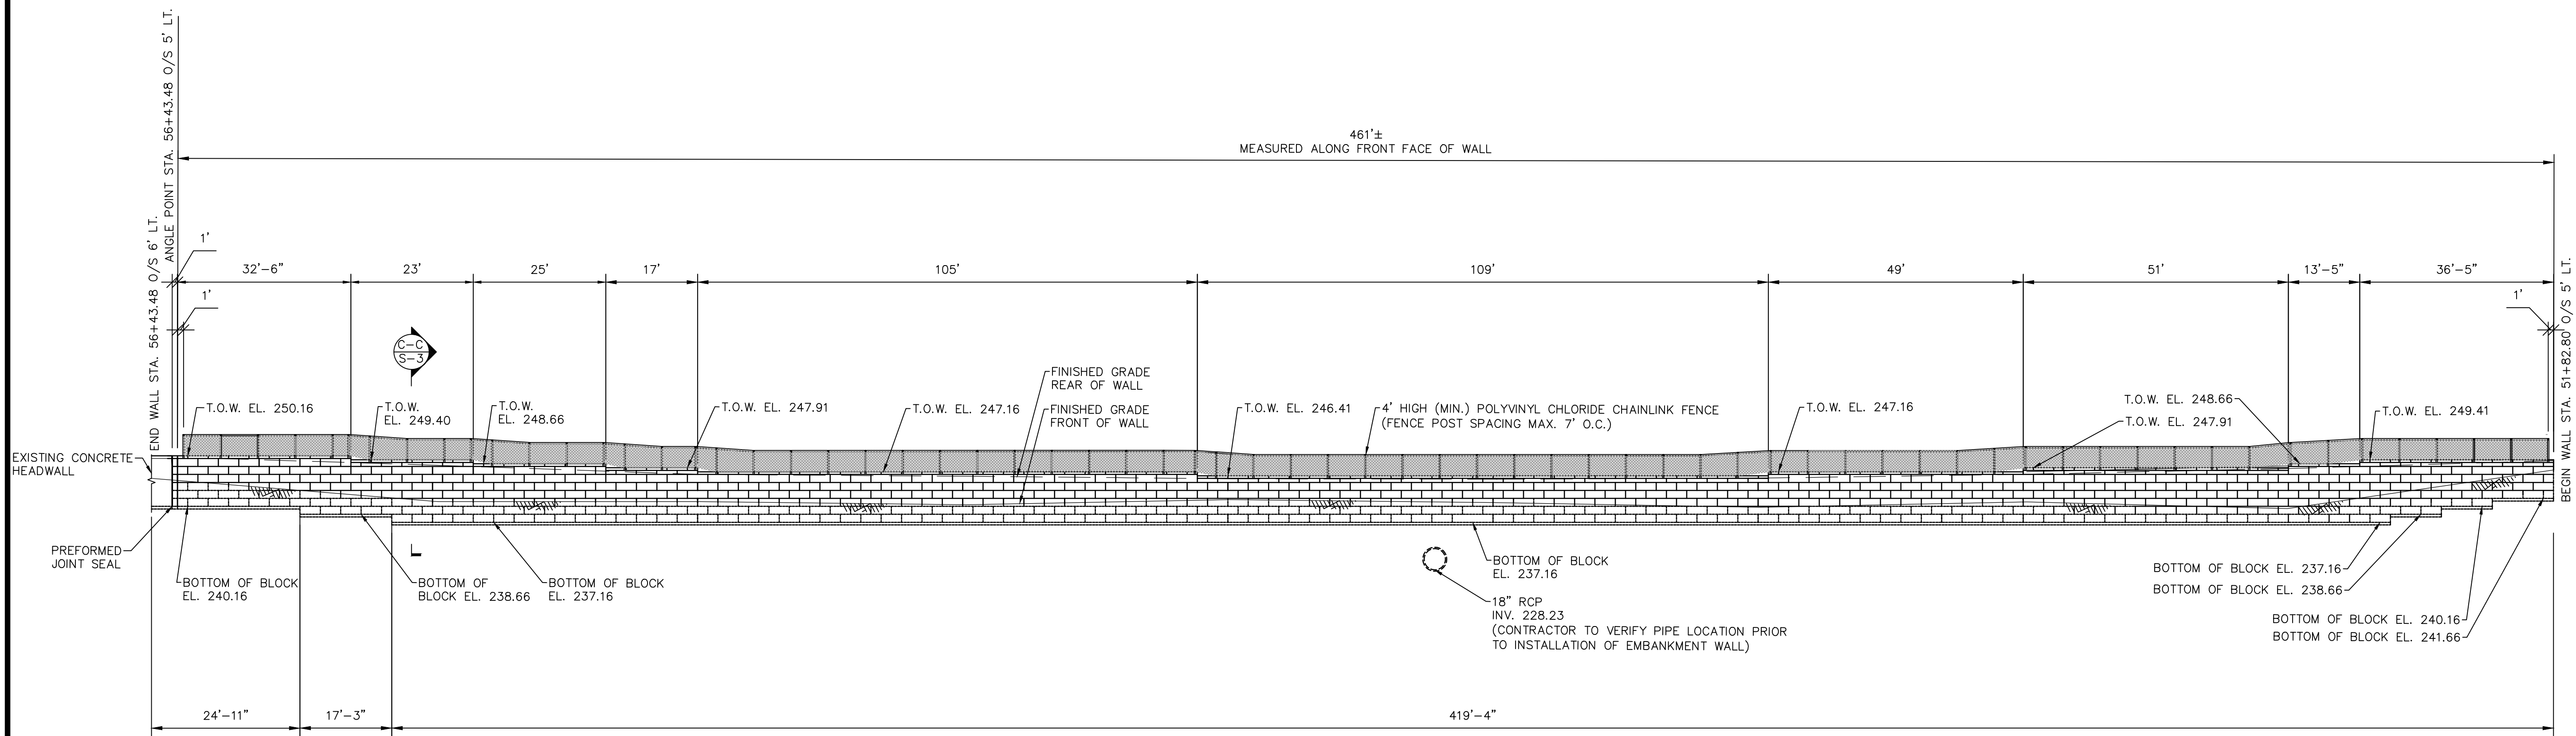 END WALL STA. 56+43.48 O/S 6' LT.
ANGLE POINT STA. 56+43.48 O/S 5' LT.
461'±
MEASURED ALONG FRONT FACE OF WALL
1'
32'-6"
23'
25'
17'
105'
109'
49'
51'
13'-5"
36'-5"
1'
1'
BEGIN WALL STA. 51+82.80 O/S 5' LT.
C-C
S-3
FINISHED GRADE
REAR OF WALL
T.O.W. EL. 250.16
T.O.W.
EL. 249.40
T.O.W.
EL. 248.66
T.O.W. EL. 247.91
T.O.W. EL. 247.16
FINISHED GRADE
FRONT OF WALL
T.O.W. EL. 246.41
4' HIGH (MIN.) POLYVINYL CHLORIDE CHAINLINK FENCE
(FENCE POST SPACING MAX. 7' O.C.)
T.O.W. EL. 247.16
T.O.W. EL. 248.66
T.O.W. EL. 247.91
T.O.W. EL. 249.41
EXISTING CONCRETE
HEADWALL
PREFORMED
JOINT SEAL
BOTTOM OF BLOCK
EL. 240.16
BOTTOM OF
BLOCK EL. 238.66
BOTTOM OF BLOCK
EL. 237.16
BOTTOM OF BLOCK
EL. 237.16
18" RCP
INV. 228.23
(CONTRACTOR TO VERIFY PIPE LOCATION PRIOR
TO INSTALLATION OF EMBANKMENT WALL)
BOTTOM OF BLOCK EL. 237.16
BOTTOM OF BLOCK EL. 238.66
BOTTOM OF BLOCK EL. 240.16
BOTTOM OF BLOCK EL. 241.66
24'-11"
17'-3"
419'-4"